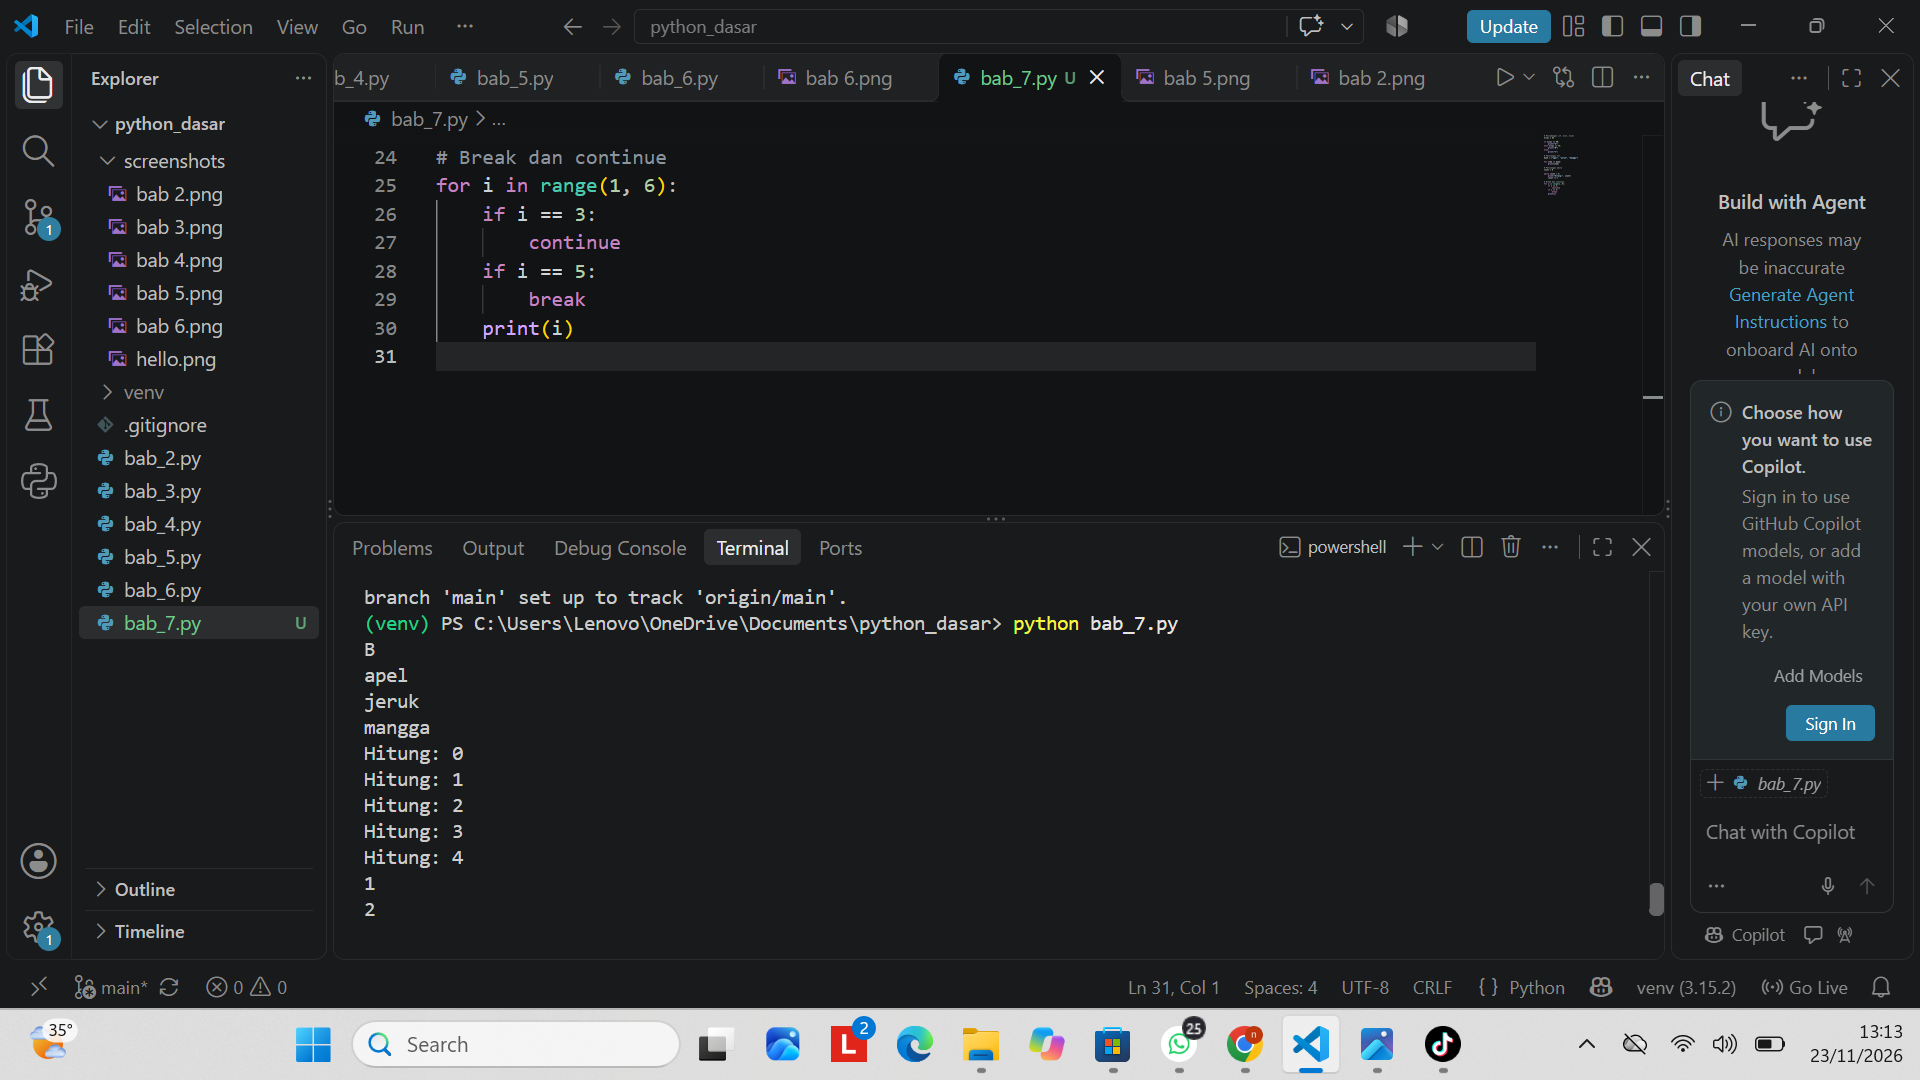 File Edit Selection View Go Run ...
python_dasar
Update
Explorer
python_dasar
screenshots
bab 2.png
bab 3.png
bab 4.png
bab 5.png
bab 6.png
hello.png
venv
.gitignore
bab_2.py
bab_3.py
bab_4.py
bab_5.py
bab_6.py
bab_7.py U
Outline
Timeline
1
1
b_4.py bab_5.py bab_6.py bab 6.png bab_7.py U bab 5.png bab 2.png
bab_7.py > ...
24 # Break dan continue
25 for i in range(1, 6):
26 if i == 3:
27 continue
28 if i == 5:
29 break
30 print(i)
31
Problems Output Debug Console Terminal Ports
powershell
branch 'main' set up to track 'origin/main'.
(venv) PS C:\Users\Lenovo\OneDrive\Documents\python_dasar> python bab_7.py
B
apel
jeruk
mangga
Hitung: 0
Hitung: 1
Hitung: 2
Hitung: 3
Hitung: 4
1
2
Chat
Build with Agent
AI responses may
be inaccurate
Generate Agent
Instructions to
onboard AI onto
Choose how
you want to use
Copilot.
Sign in to use
GitHub Copilot
models, or add
a model with
your own API
key.
Add Models
Sign In
bab_7.py
Chat with Copilot
Copilot
main* 0 0
Ln 31, Col 1 Spaces: 4 UTF-8 CRLF { } Python venv (3.15.2) Go Live
35°
Search
2
25
n
13:13
23/11/2026